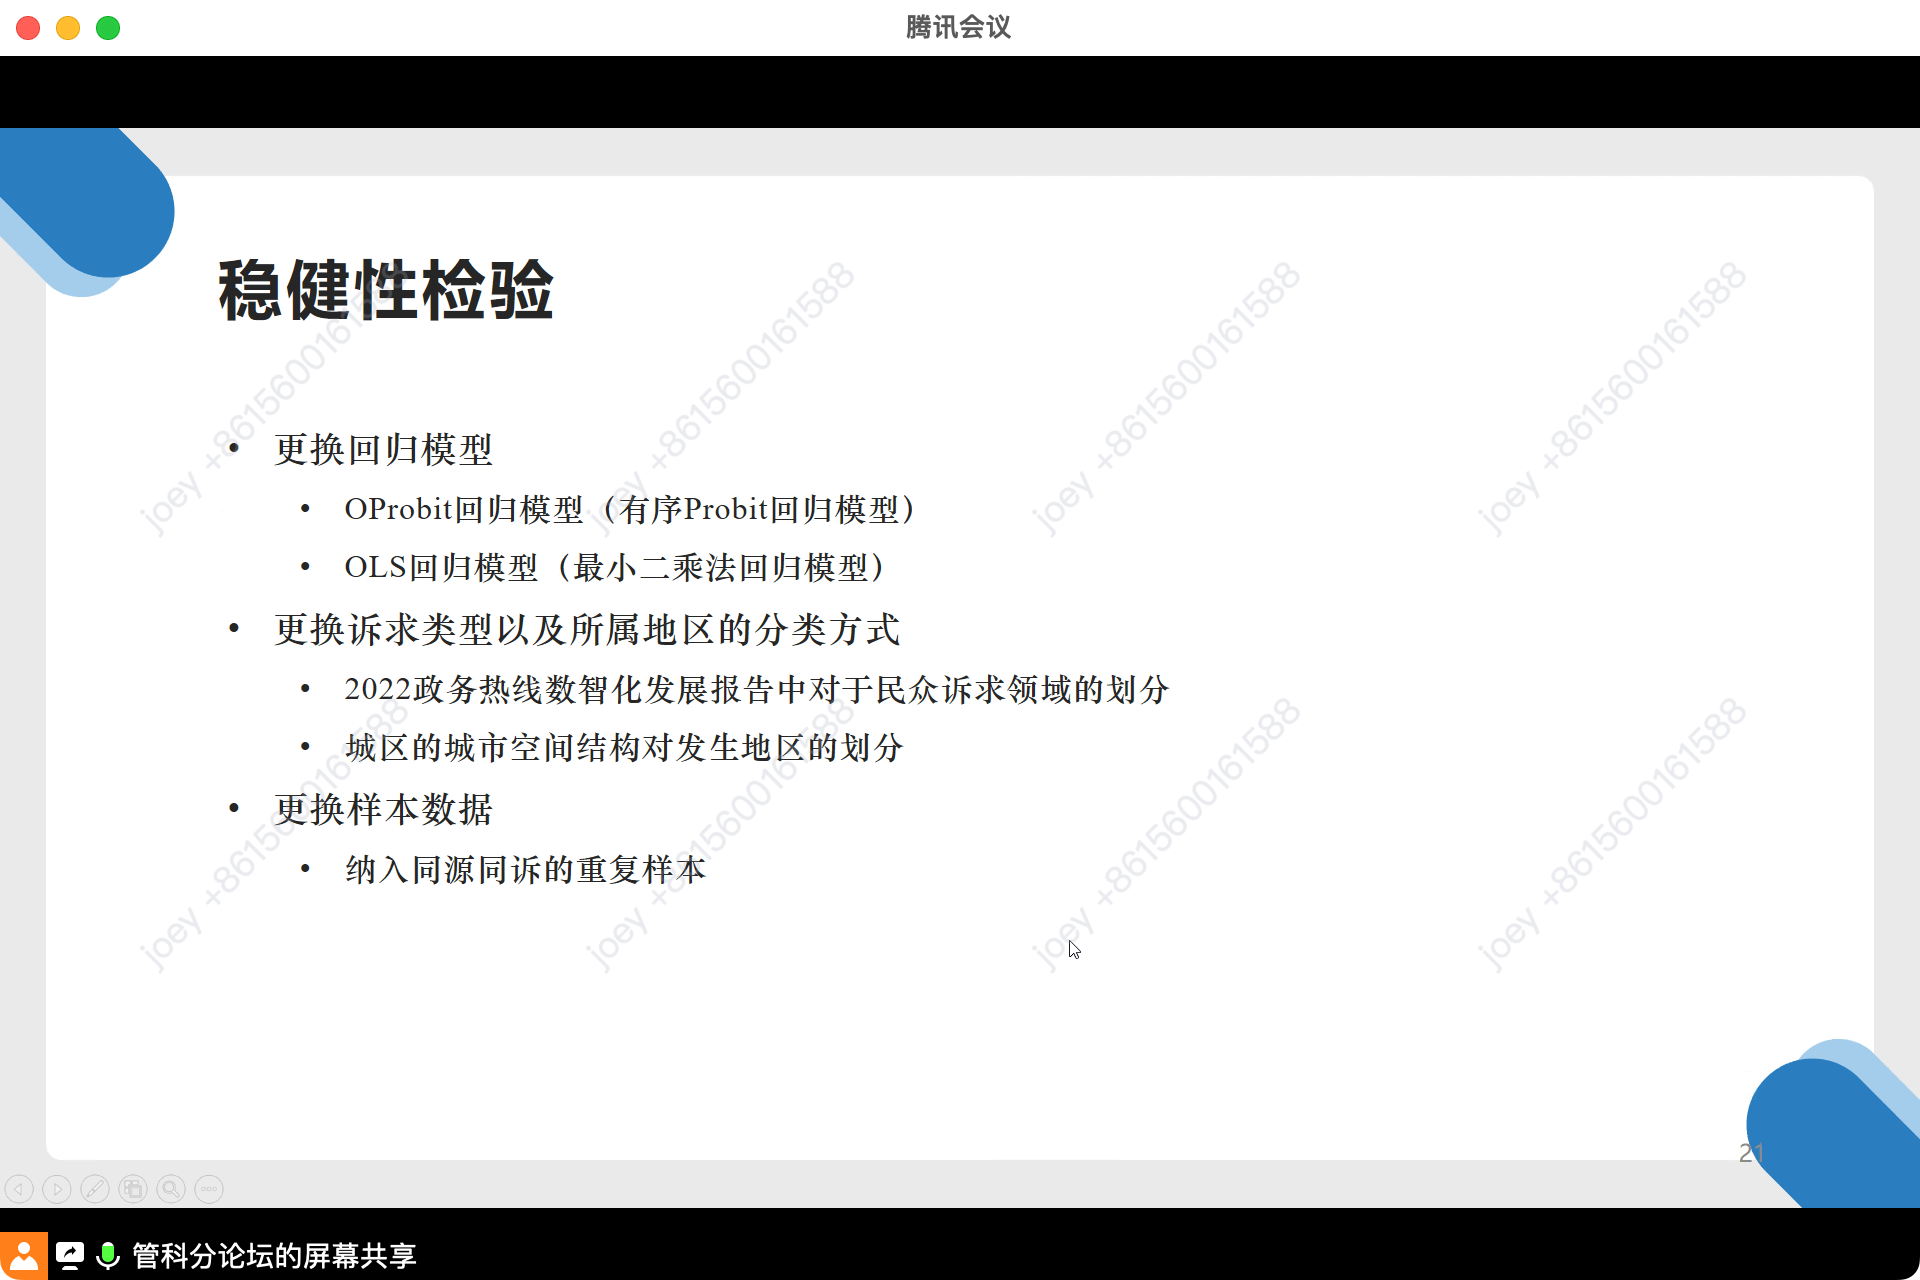 腾讯会议
稳健性检验
• 更换回归模型
• OProbit回归模型（有序Probit回归模型）
• OLS回归模型（最小二乘法回归模型）
• 更换诉求类型以及所属地区的分类方式
• 2022政务热线数智化发展报告中对于民众诉求领域的划分
• 城区的城市空间结构对发生地区的划分
• 更换样本数据
• 纳入同源同诉的重复样本
joey +8615600161588
joey +8615600161588
joey +8615600161588
joey +8615600161588
joey +8615600161588
joey +8615600161588
joey +8615600161588
joey +8615600161588
21
管科分论坛的屏幕共享